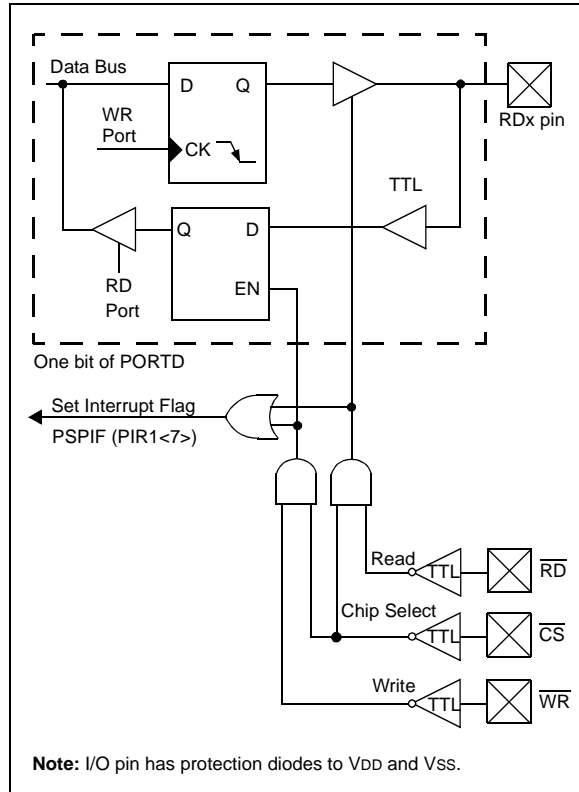 Data Bus
D Q
WR
Port
CK
RDx pin
TTL
Q D
EN
RD
Port
One bit of PORTD
Set Interrupt Flag
PSPIF (PIR1<7>)
Read
TTL
RD
Chip Select
TTL
CS
Write
TTL
WR
Note: I/O pin has protection diodes to VDD and VSS.